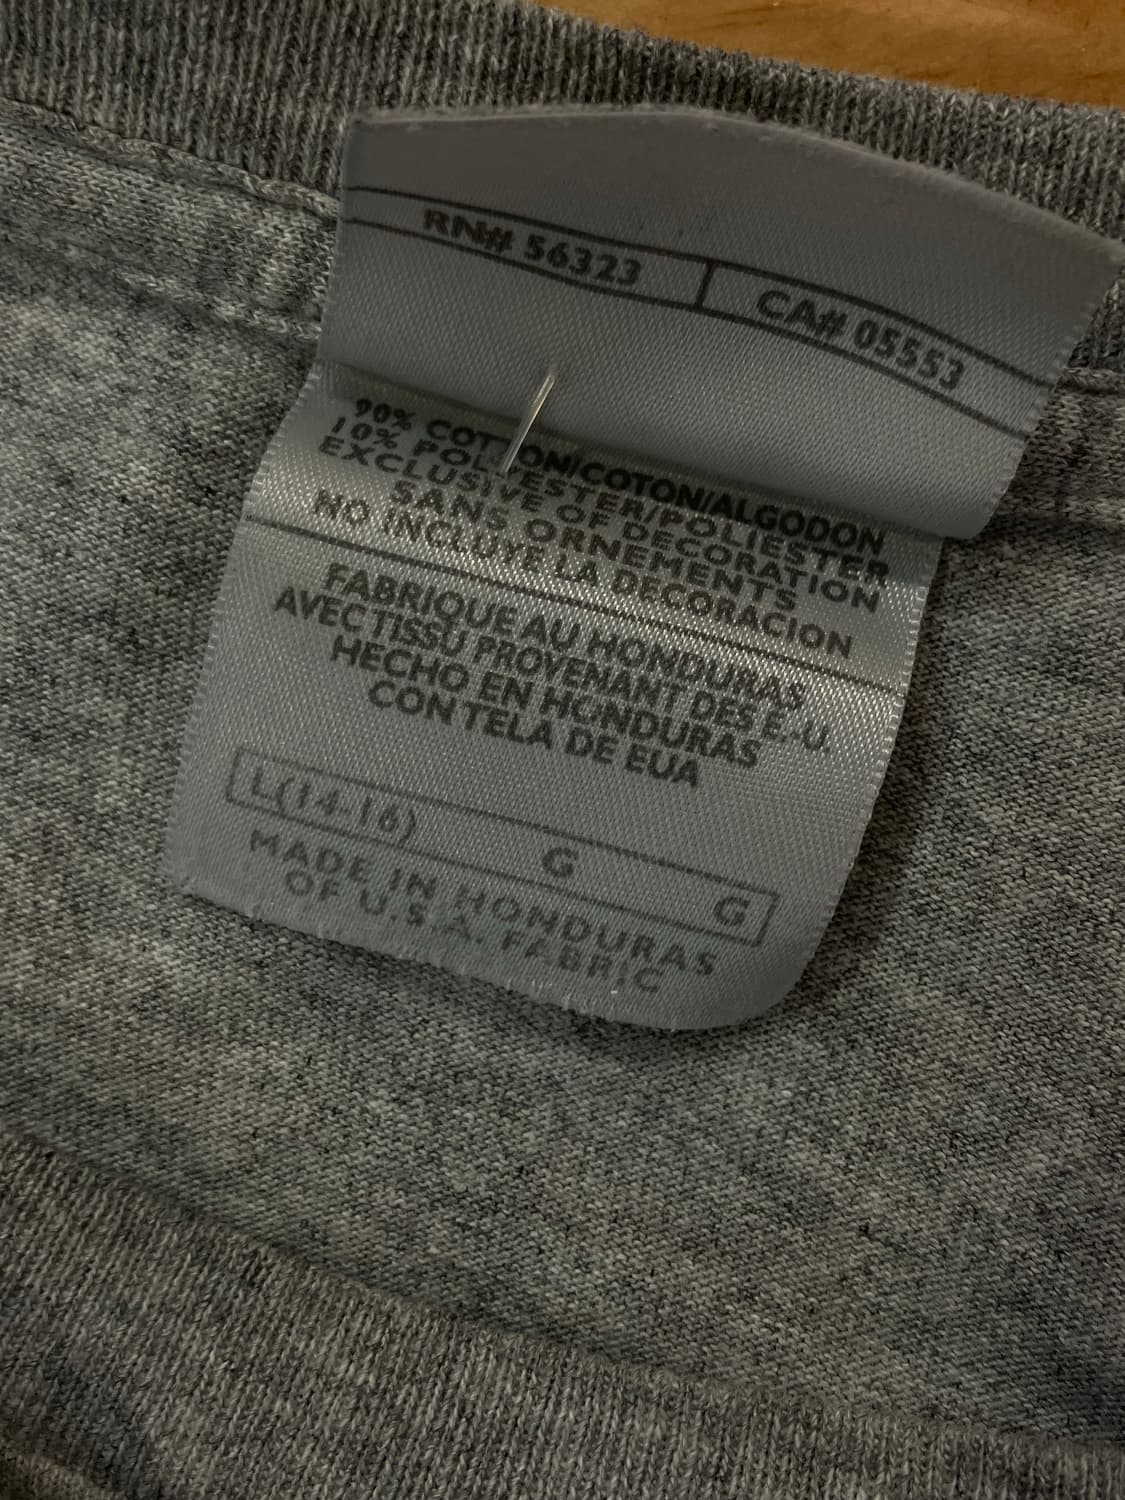 RN# 56323 CA# 05553
90% COTTON/COTON/ALGODON
10% POLYESTER/POLIESTER
EXCLUSIVE OF DECORATION
SANS ORNEMENTS
NO INCLUYE LA DECORACION
FABRIQUE AU HONDURAS
AVEC TISSU PROVENANT DES É.-U.
HECHO EN HONDURAS
CON TELA DE EUA
L(14-16) G G
MADE IN HONDURAS
OF U.S.A. FABRIC